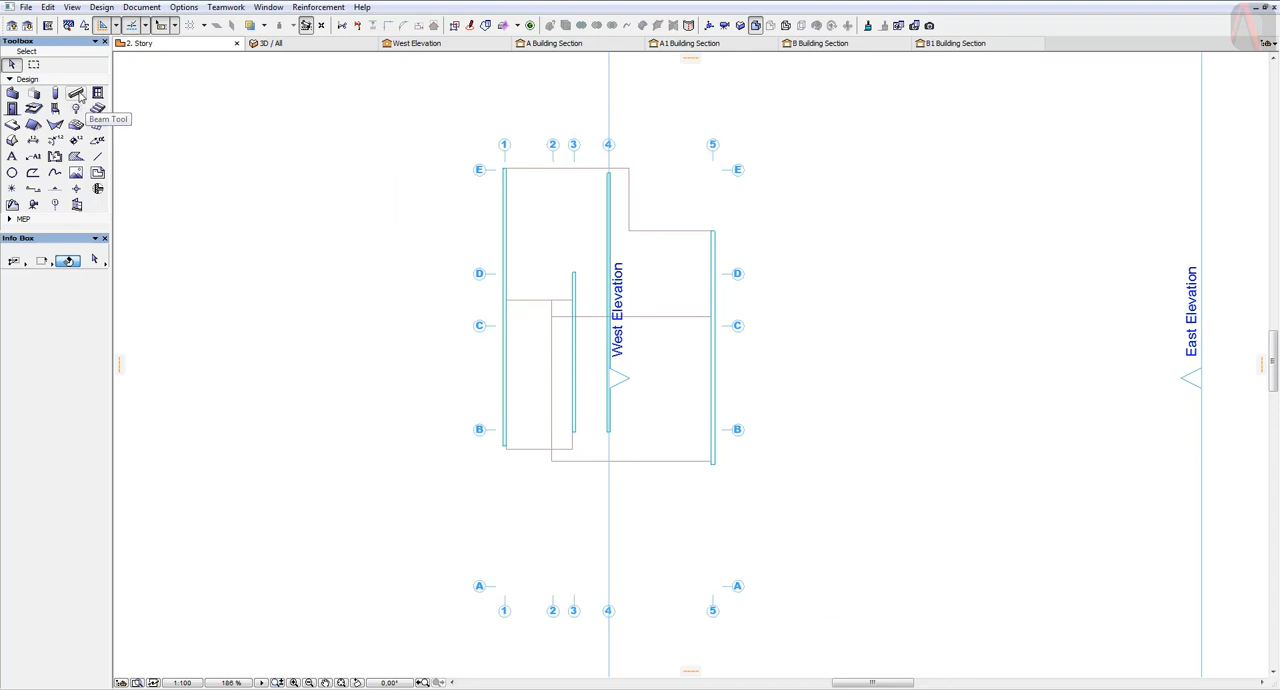 File Edit View Design Document Options Teamwork Window Reinforcement Help
Toolbox
2. Story
3D / All
West Elevation
A Building Section
A1 Building Section
B Building Section
B1 Building Section
Select
Design
Beam Tool
MEP
Info Box
1 2 3 4 5
E E
D D
C C
B B
A A
1 2 3 4 5
West Elevation
East Elevation
1:100
186 %
0.00°